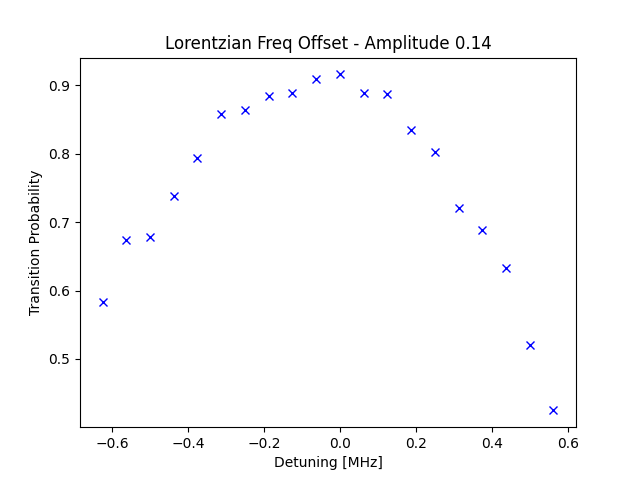 Lorentzian Freq Offset - Amplitude 0.14
Transition Probability
0.9
0.8
0.7
0.6
0.5
−0.6 −0.4 −0.2 0.0 0.2 0.4 0.6
Detuning [MHz]